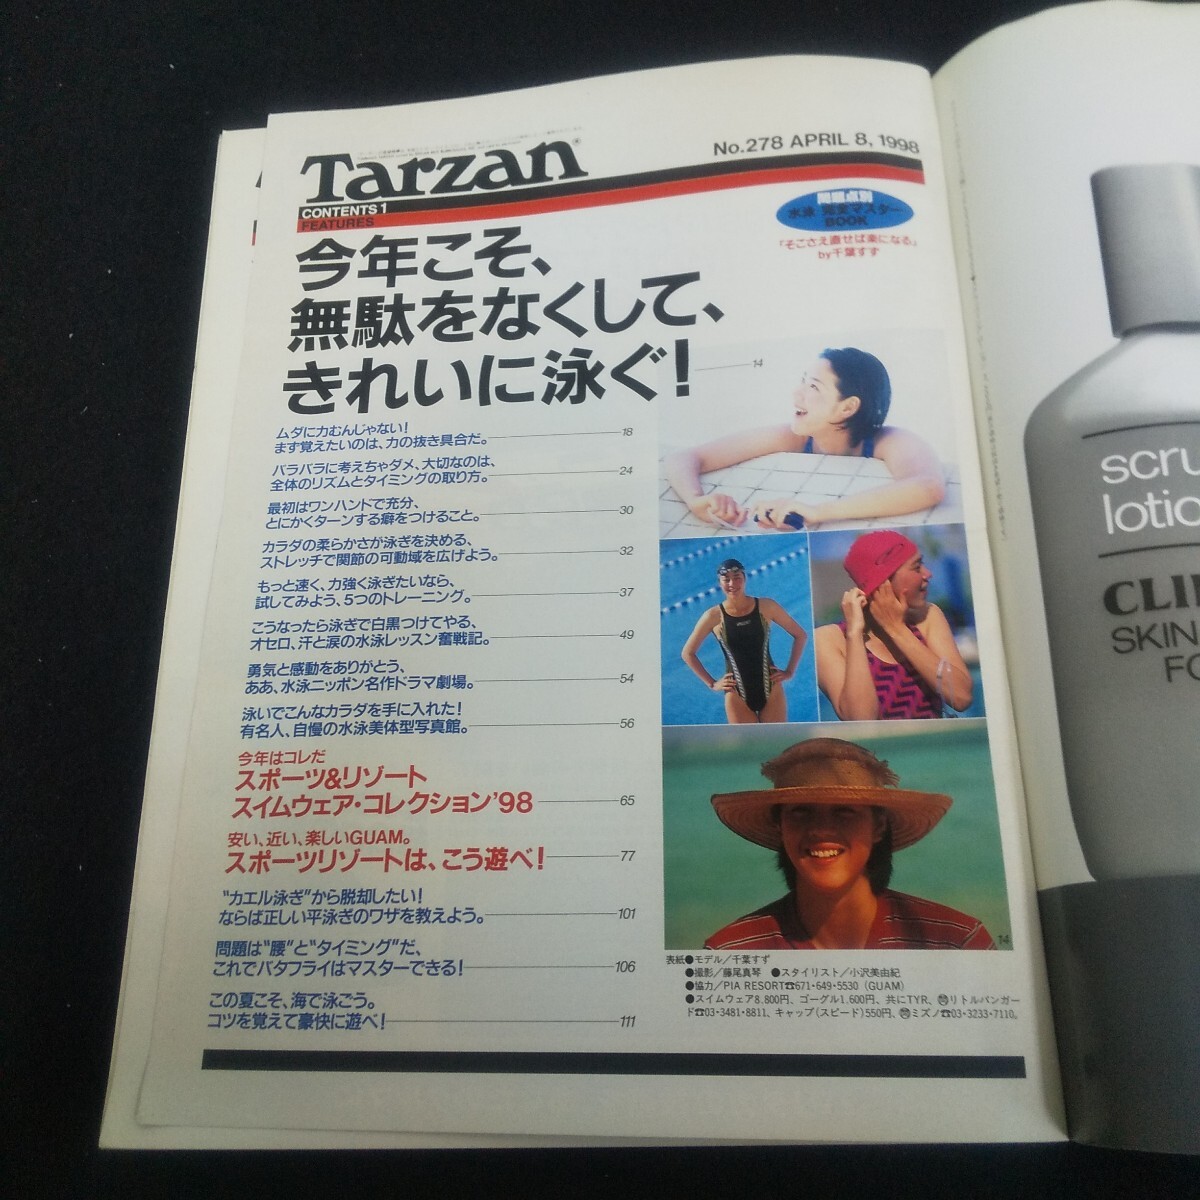 Tarzan
No.278 APRIL 8, 1998
CONTENTS 1
FEATURES
問題点別
水泳 完全マスター
BOOK
「そこさえ直せば楽になる」
by千葉すず
今年こそ、
無駄をなくして、
きれいに泳ぐ! 14
ムダに力むんじゃない!
まず覚えたいのは、力の抜き具合だ。 18
バラバラに考えちゃダメ、大切なのは、
全体のリズムとタイミングの取り方。 24
最初はワンハンドで充分、
とにかくターンする癖をつけること。 30
カラダの柔らかさが泳ぎを決める、
ストレッチで関節の可動域を広げよう。 32
もっと速く、力強く泳ぎたいなら、
試してみよう、5つのトレーニング。 37
こうなったら泳ぎで白黒つけてやる、
オセロ、汗と涙の水泳レッスン奮戦記。 49
勇気と感動をありがとう、
ああ、水泳ニッポン名作ドラマ劇場。 54
泳いでこんなカラダを手に入れた!
有名人、自慢の水泳美体型写真館。 56
今年はコレだ
スポーツ&リゾート
スイムウェア・コレクション'98 65
安い、近い、楽しいGUAM。
スポーツリゾートは、こう遊べ! 77
"カエル泳ぎ"から脱却したい!
ならば正しい平泳ぎのワザを教えよう。 101
問題は"腰"と"タイミング"だ、
これでバタフライはマスターできる! 106
この夏こそ、海で泳ごう。
コツを覚えて豪快に遊べ! 111
14
表紙●モデル/千葉すず
●撮影/藤尾真琴 ●スタイリスト/小沢美由紀
●協力/PIA RESORT☎671・649・5530 (GUAM)
●スイムウェア8,800円、ゴーグル1,600円、共にTYR、㉄リトルバンガー
ド☎03・3481・8811、キャップ(スピード)550円、㉄ミズノ☎03・3233・7110。
scru
lotio
CLI
SKIN
FO